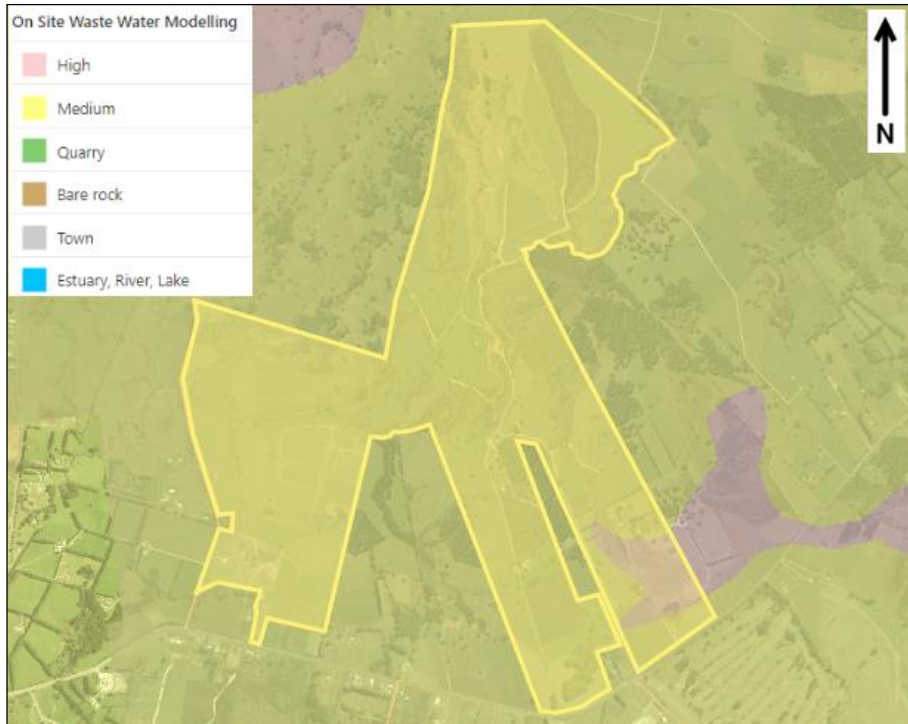 On Site Waste Water Modelling
High
Medium
Quarry
Bare rock
Town
Estuary, River, Lake
N